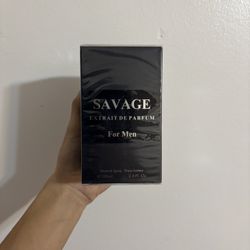 SAVAGE
EXTRAIT DE PARFUM
For Men